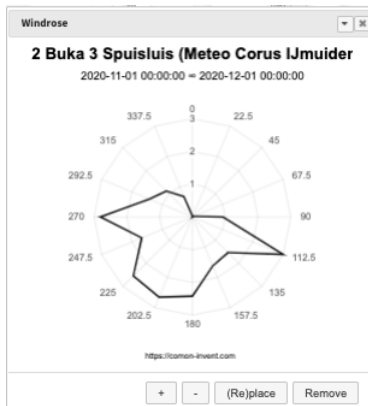 Windrose
2 Buka 3 Spuisluis (Meteo Corus IJmuider
2020-11-01 00:00:00 = 2020-12-01 00:00:00
0
337.5 22.5
3
315 45
2
292.5 67.5
1
270 90
247.5 112.5
225 135
202.5 157.5
180
https://comon-invent.com
+ - (Re)place Remove